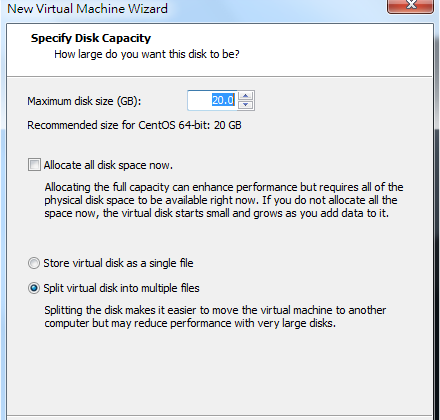 New Virtual Machine Wizard
Specify Disk Capacity
How large do you want this disk to be?
Maximum disk size (GB): 20.0
Recommended size for CentOS 64-bit: 20 GB
Allocate all disk space now.
Allocating the full capacity can enhance performance but requires all of the
physical disk space to be available right now. If you do not allocate all the
space now, the virtual disk starts small and grows as you add data to it.
Store virtual disk as a single file
Split virtual disk into multiple files
Splitting the disk makes it easier to move the virtual machine to another
computer but may reduce performance with very large disks.